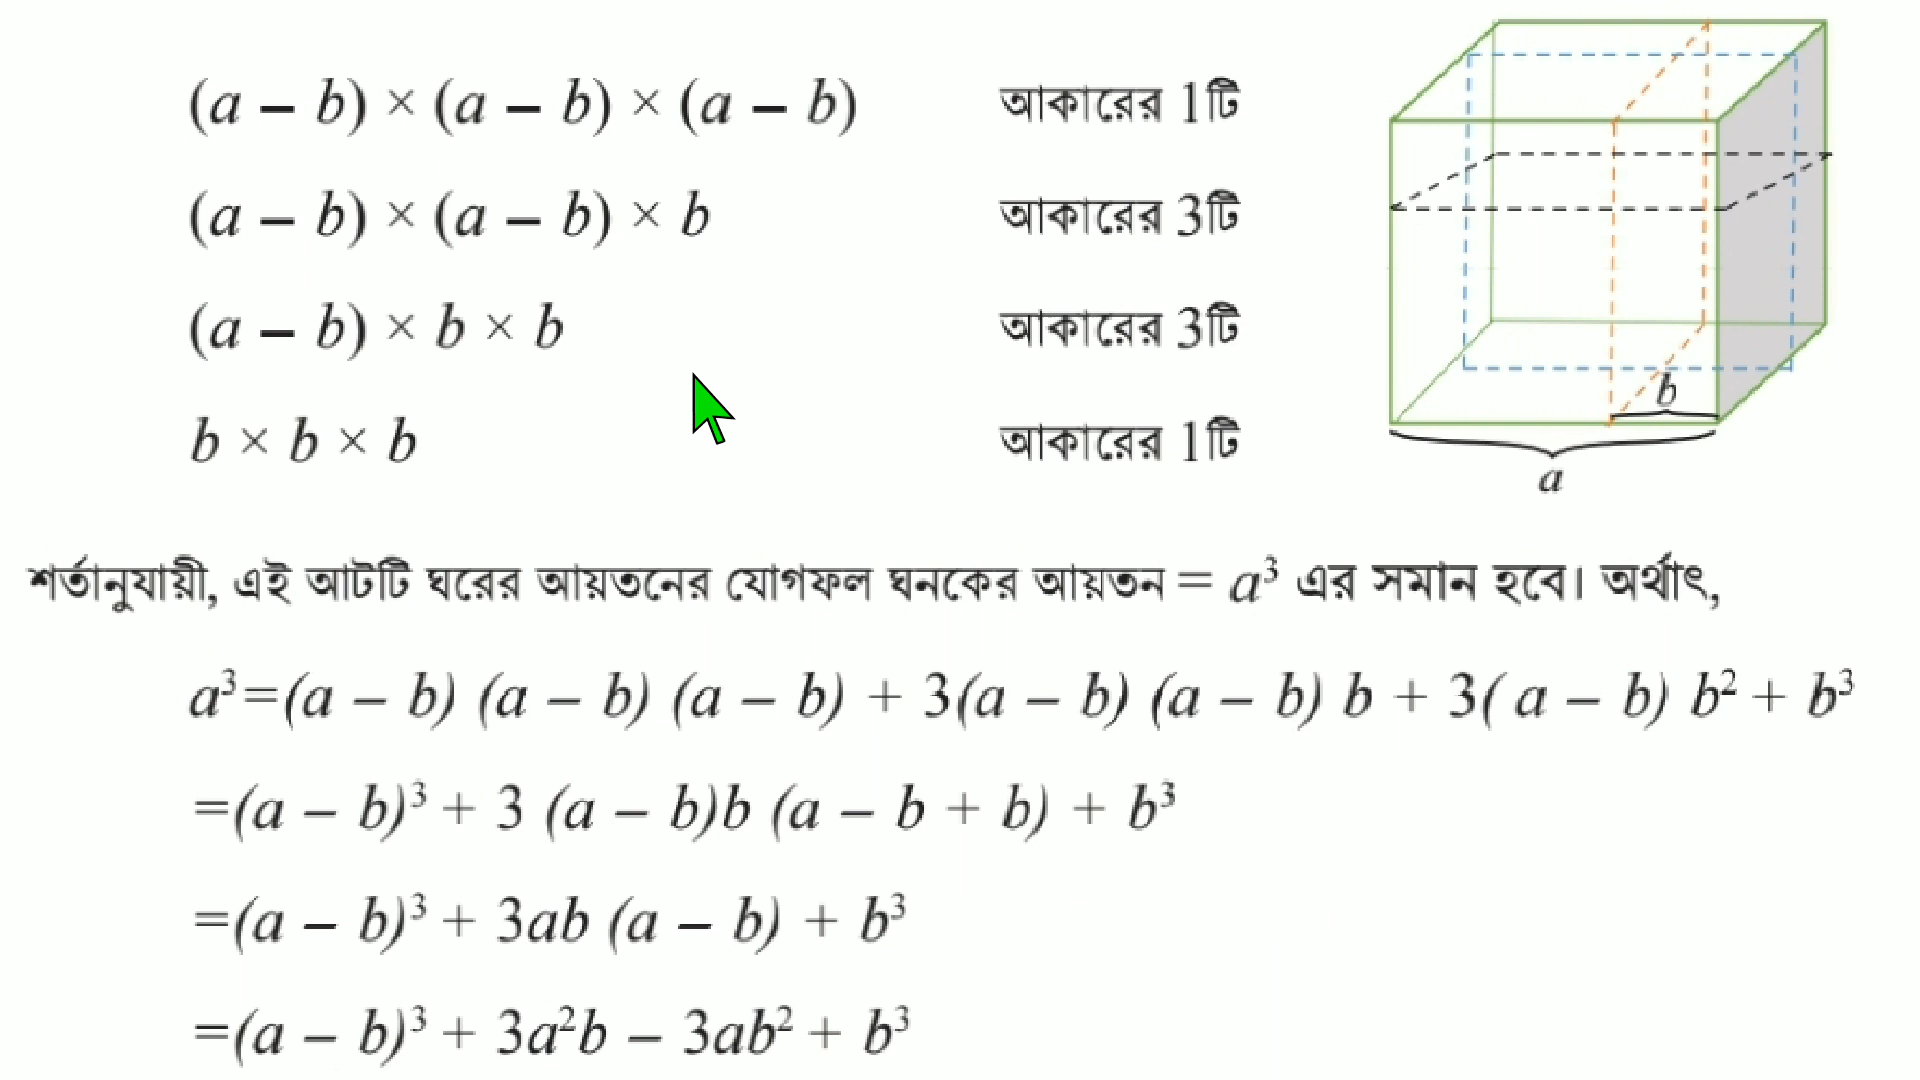 (a – b) × (a – b) × (a – b) আকারের 1টি
(a – b) × (a – b) × b আকারের 3টি
(a – b) × b × b আকারের 3টি
b × b × b আকারের 1টি
b
a
শর্তানুযায়ী, এই আটটি ঘরের আয়তনের যোগফল ঘনকের আয়তন = a³ এর সমান হবে। অর্থাৎ,
a³=(a – b) (a – b) (a – b) + 3(a – b) (a – b) b + 3( a – b) b² + b³
=(a – b)³ + 3 (a – b)b (a – b + b) + b³
=(a – b)³ + 3ab (a – b) + b³
=(a – b)³ + 3a²b – 3ab² + b³